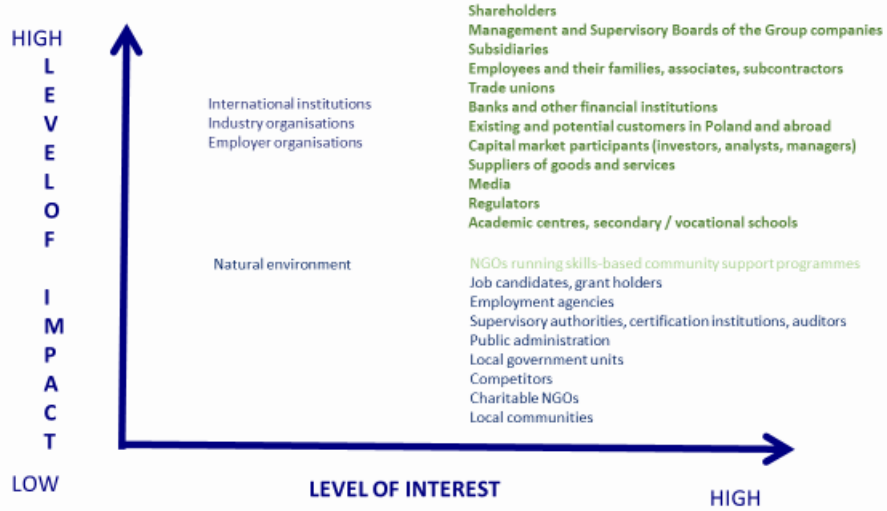 HIGH
LEVEL OF IMPACT
LOW
International institutions
Industry organisations
Employer organisations
Natural environment
Shareholders
Management and Supervisory Boards of the Group companies
Subsidiaries
Employees and their families, associates, subcontractors
Trade unions
Banks and other financial institutions
Existing and potential customers in Poland and abroad
Capital market participants (investors, analysts, managers)
Suppliers of goods and services
Media
Regulators
Academic centres, secondary / vocational schools
NGOs running skills-based community support programmes
Job candidates, grant holders
Employment agencies
Supervisory authorities, certification institutions, auditors
Public administration
Local government units
Competitors
Charitable NGOs
Local communities
LEVEL OF INTEREST
HIGH